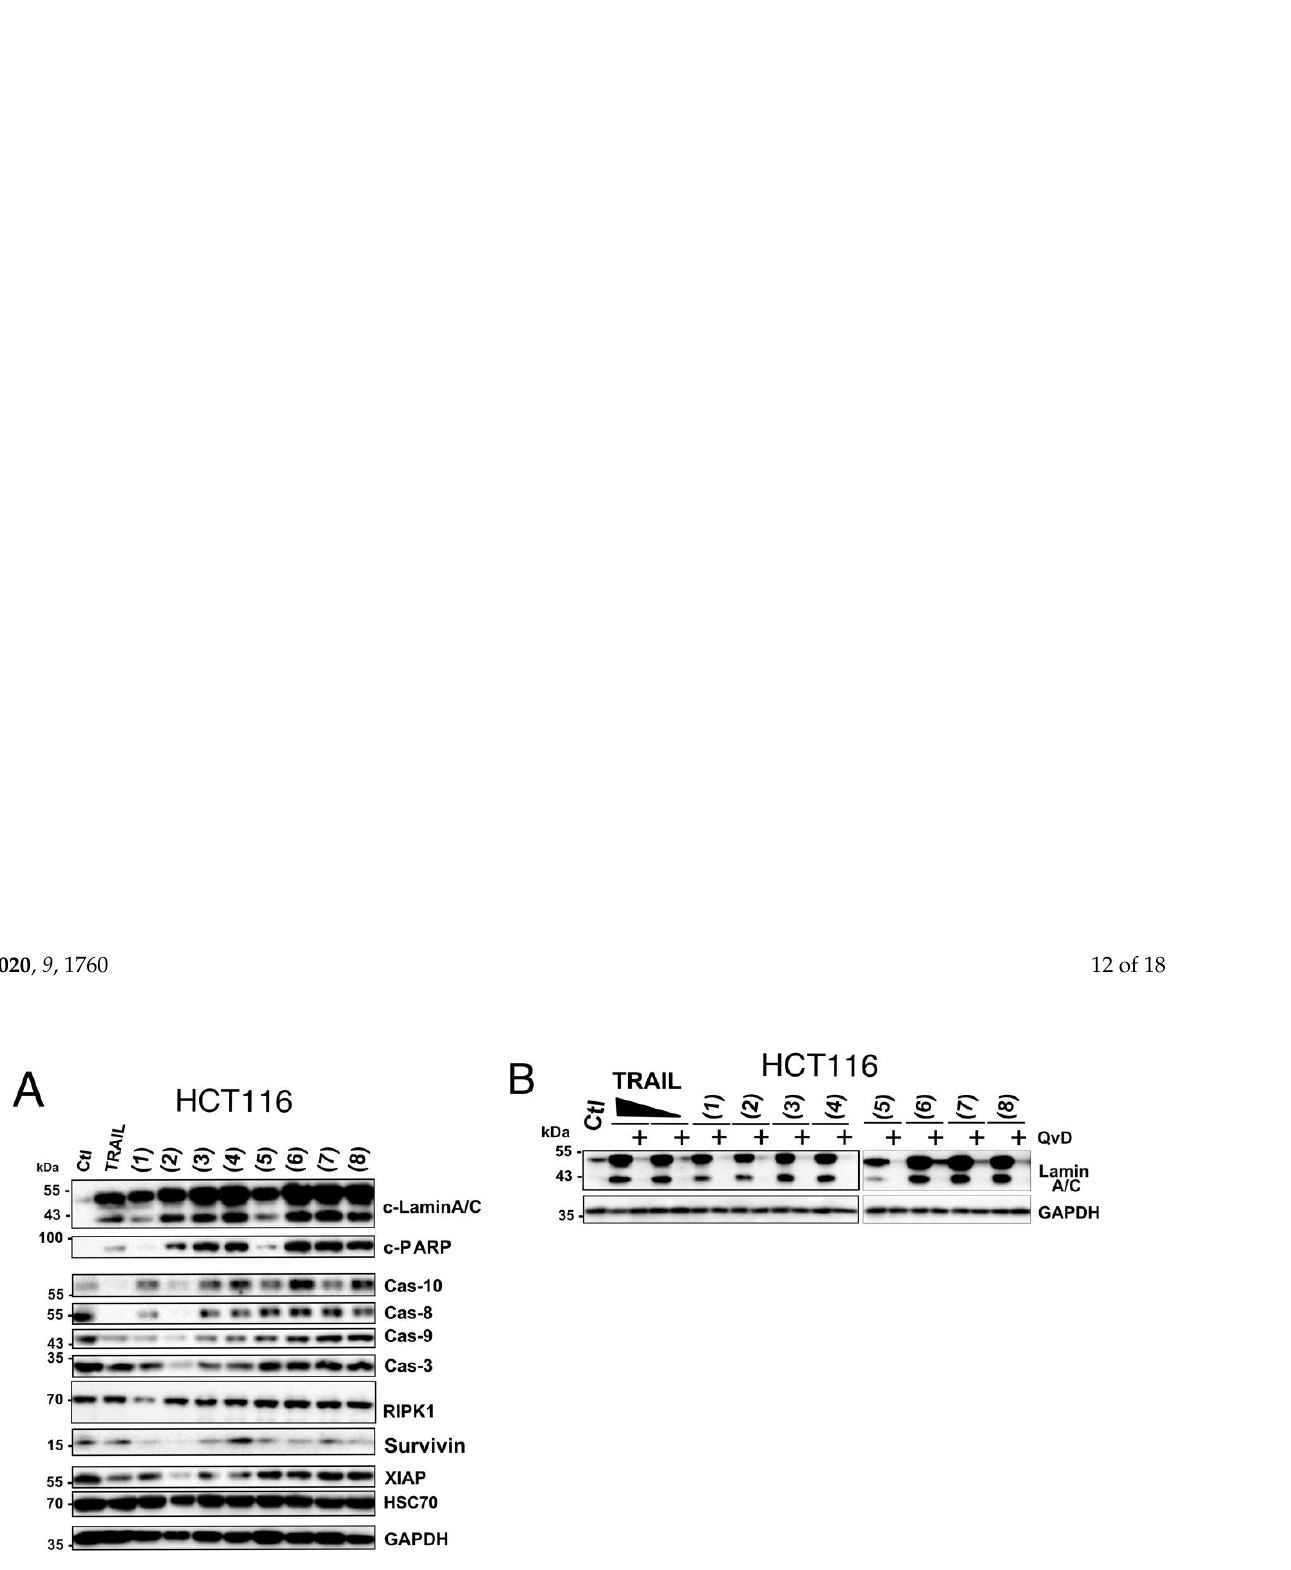 020, 9, 1760
12 of 18
A
HCT116
kDa
Ctl
TRAIL
(1)
(2)
(3)
(4)
(5)
(6)
(7)
(8)
55
43
c-LaminA/C
100
c-PARP
55
Cas-10
55
Cas-8
43
Cas-9
35
Cas-3
70
RIPK1
15
Survivin
55
XIAP
70
HSC70
35
GAPDH
B
HCT116
TRAIL
kDa
Ctl
(1)
(2)
(3)
(4)
(5)
(6)
(7)
(8)
+ + + + + + + + + + QvD
55
43
Lamin
A/C
35
GAPDH